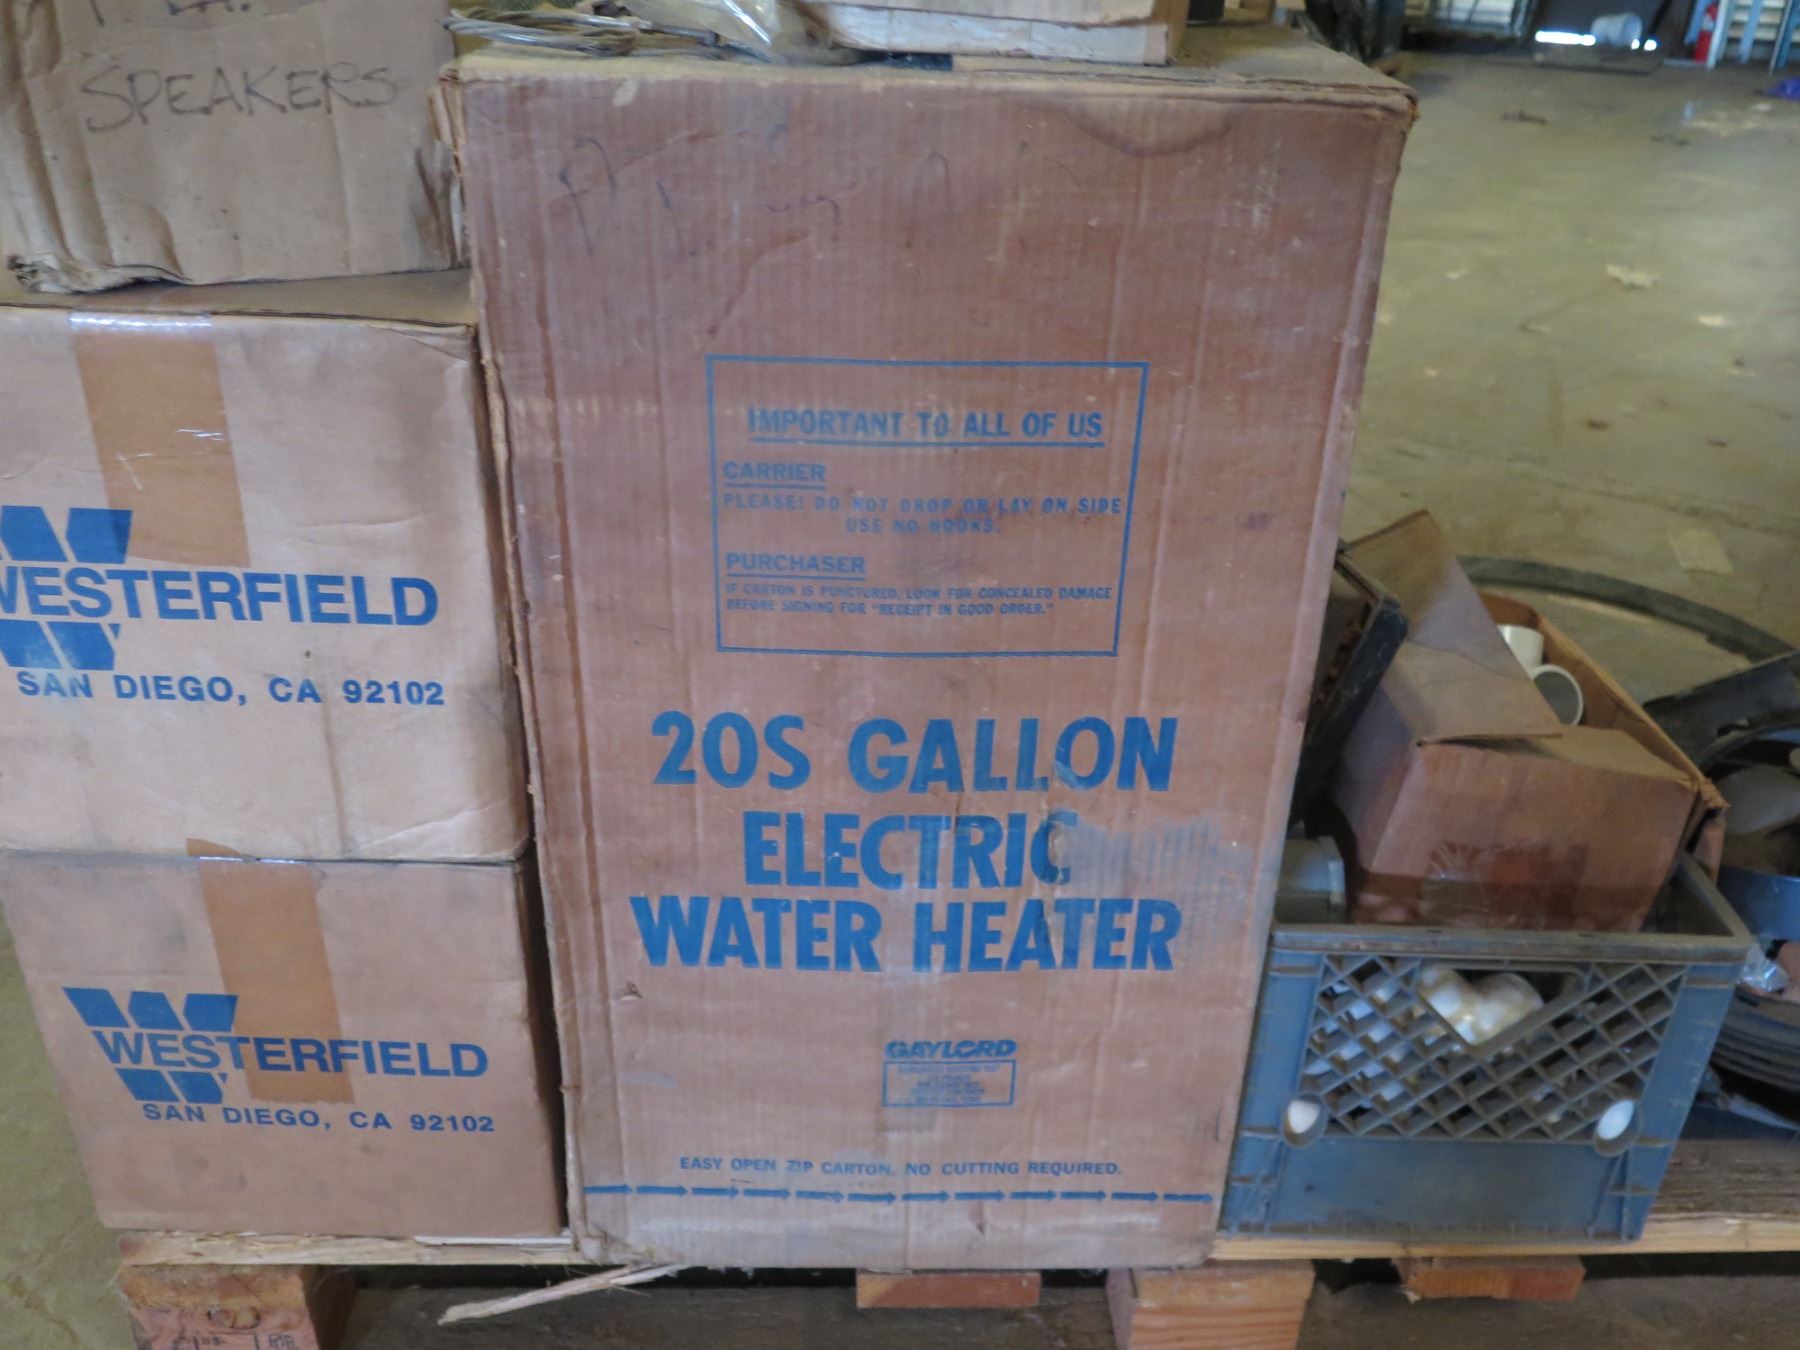 SPEAKERS
WESTERFIELD
SAN DIEGO, CA 92102
WESTERFIELD
SAN DIEGO, CA 92102
IMPORTANT TO ALL OF US
CARRIER
PLEASE! DO NOT DROP OR LAY ON SIDE
USE NO HOOKS.
PURCHASER
IF CARTON IS PUNCTURED, LOOK FOR CONCEALED DAMAGE
BEFORE SIGNING FOR "RECEIPT IN GOOD ORDER."
20S GALLON
ELECTRIC
WATER HEATER
GAYLORD
EASY OPEN ZIP CARTON. NO CUTTING REQUIRED.